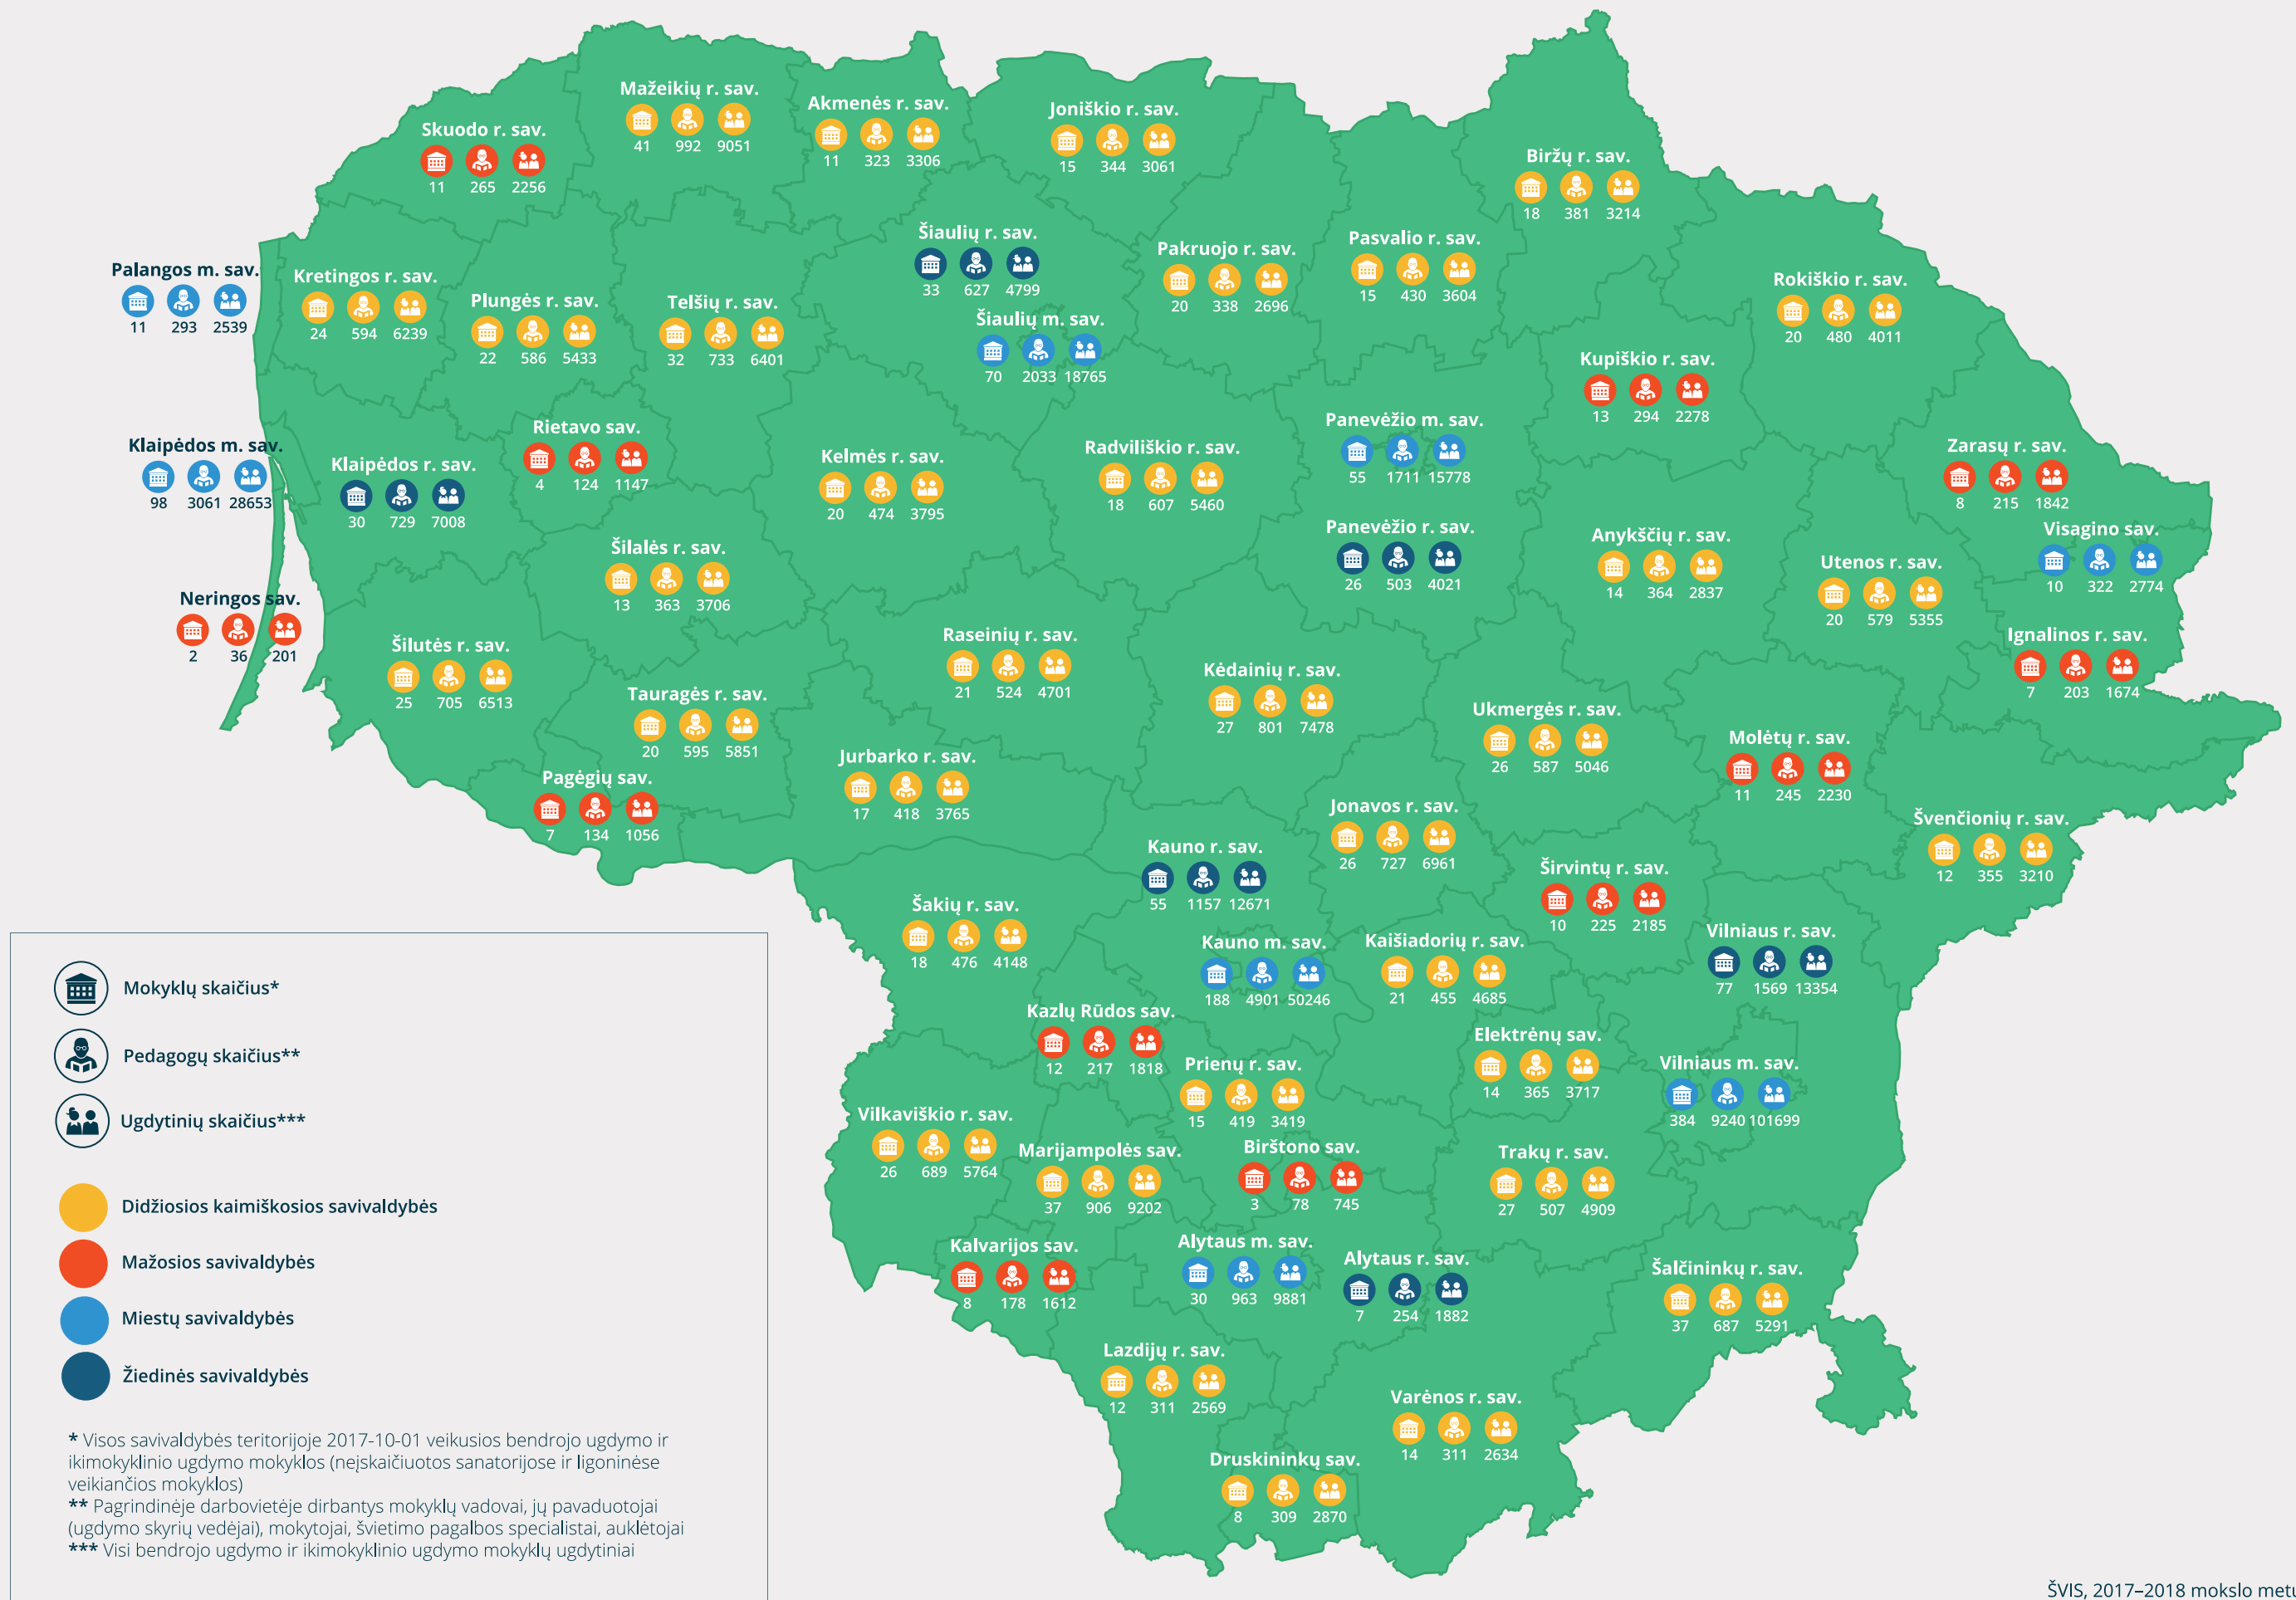 Mažeikių r. sav.
41 992 9051
Akmenės r. sav.
11 323 3306
Joniškio r. sav.
15 344 3061
Skuodo r. sav.
11 265 2256
Biržų r. sav.
18 381 3214
Šiaulių r. sav.
33 627 4799
Pakruojo r. sav.
20 338 2696
Pasvalio r. sav.
15 430 3604
Palangos m. sav.
11 293 2539
Kretingos r. sav.
24 594 6239
Plungės r. sav.
22 586 5433
Telšių r. sav.
32 733 6401
Šiaulių m. sav.
70 2033 18765
Rokiškio r. sav.
20 480 4011
Kupiškio r. sav.
13 294 2278
Klaipėdos m. sav.
98 3061 28653
Klaipėdos r. sav.
30 729 7008
Rietavo sav.
4 124 1147
Kelmės r. sav.
20 474 3795
Radviliškio r. sav.
18 607 5460
Panevėžio m. sav.
55 1711 15778
Zarasų r. sav.
8 215 1842
Panevėžio r. sav.
26 503 4021
Anykščių r. sav.
14 364 2837
Utenos r. sav.
20 579 5355
Visagino sav.
10 322 2774
Šilalės r. sav.
13 363 3706
Neringos sav.
2 36 201
Šilutės r. sav.
25 705 6513
Raseinių r. sav.
21 524 4701
Ignalinos r. sav.
7 203 1674
Kėdainių r. sav.
27 801 7478
Tauragės r. sav.
20 595 5851
Ukmergės r. sav.
26 587 5046
Molėtų r. sav.
11 245 2230
Jurbarko r. sav.
17 418 3765
Pagėgių sav.
7 134 1056
Jonavos r. sav.
26 727 6961
Švenčionių r. sav.
12 355 3210
Kauno r. sav.
55 1157 12671
Širvintų r. sav.
10 225 2185
Šakių r. sav.
18 476 4148
Kauno m. sav.
188 4901 50246
Kaišiadorių r. sav.
21 455 4685
Vilniaus r. sav.
77 1569 13354
Kazlų Rūdos sav.
12 217 1818
Prienų r. sav.
15 419 3419
Elektrėnų sav.
14 365 3717
Vilniaus m. sav.
384 9240 101699
Vilkaviškio r. sav.
26 689 5764
Marijampolės sav.
37 906 9202
Birštono sav.
3 78 745
Trakų r. sav.
27 507 4909
Kalvarijos sav.
8 178 1612
Alytaus m. sav.
30 963 9881
Alytaus r. sav.
7 254 1882
Šalčininkų r. sav.
37 687 5291
Lazdijų r. sav.
12 311 2569
Varėnos r. sav.
14 311 2634
Druskininkų sav.
8 309 2870
Mokyklų skaičius*
Pedagogų skaičius**
Ugdytinių skaičius***
Didžiosios kaimiškosios savivaldybės
Mažosios savivaldybės
Miestų savivaldybės
Žiedinės savivaldybės
* Visos savivaldybės teritorijoje 2017-10-01 veikusios bendrojo ugdymo ir
ikimokyklinio ugdymo mokyklos (neįskaičiuotos sanatorijose ir ligoninėse
veikiančios mokyklos)
** Pagrindinėje darbovietėje dirbantys mokyklų vadovai, jų pavaduotojai
(ugdymo skyrių vedėjai), mokytojai, švietimo pagalbos specialistai, auklėtojai
*** Visi bendrojo ugdymo ir ikimokyklinio ugdymo mokyklų ugdytiniai
ŠVIS, 2017–2018 mokslo metų